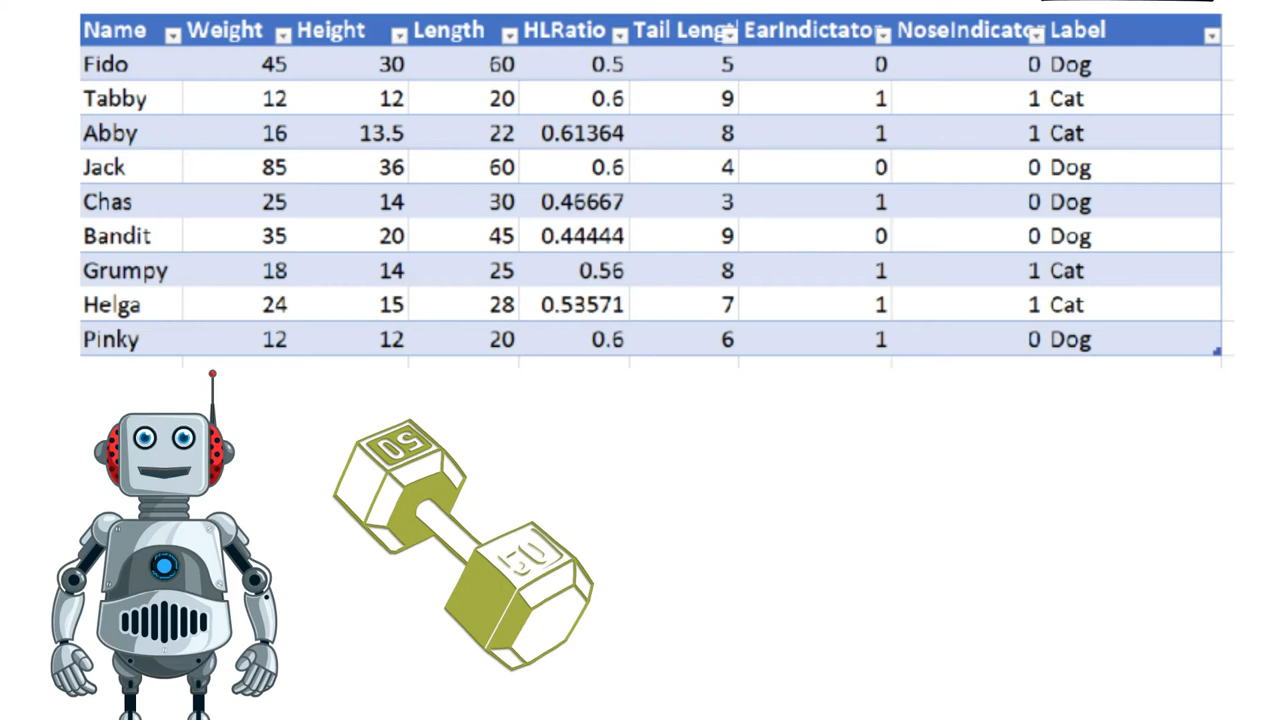 Name Weight Height Length HLRatio Tail Lengt EarIndictator NoseIndicato Label
Fido 45 30 60 0.5 5 0 0 Dog
Tabby 12 12 20 0.6 9 1 1 Cat
Abby 16 13.5 22 0.61364 8 1 1 Cat
Jack 85 36 60 0.6 4 0 0 Dog
Chas 25 14 30 0.46667 3 1 0 Dog
Bandit 35 20 45 0.44444 9 0 0 Dog
Grumpy 18 14 25 0.56 8 1 1 Cat
Helga 24 15 28 0.53571 7 1 1 Cat
Pinky 12 12 20 0.6 6 1 0 Dog
50
50